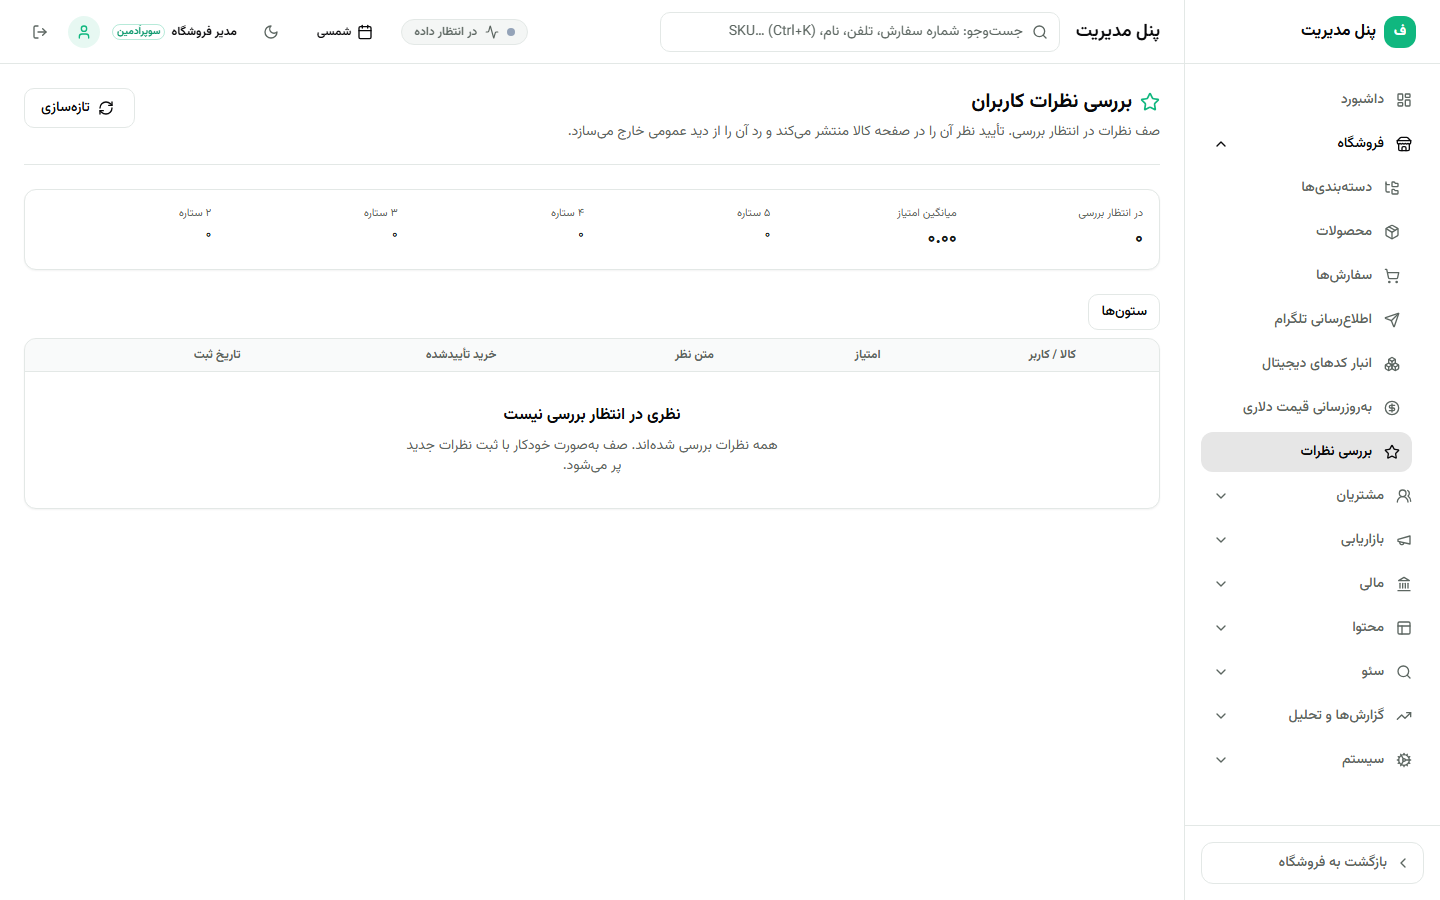 ف پنل مدیریت
پنل مدیریت
جست‌وجو: شماره سفارش، تلفن، نام، SKU... (Ctrl+K)
در انتظار داده
شمسی
مدیر فروشگاه سوپرادمین
داشبورد
فروشگاه
دسته‌بندی‌ها
محصولات
سفارش‌ها
اطلاع‌رسانی تلگرام
انبار کدهای دیجیتال
به‌روزرسانی قیمت دلاری
بررسی نظرات
مشتریان
بازاریابی
مالی
محتوا
سئو
گزارش‌ها و تحلیل
سیستم
بازگشت به فروشگاه
بررسی نظرات کاربران
صف نظرات در انتظار بررسی. تأیید نظر آن را در صفحه کالا منتشر می‌کند و رد آن را از دید عمومی خارج می‌سازد.
تازه‌سازی
در انتظار بررسی
۰
میانگین امتیاز
۰.۰۰
۵ ستاره
۰
۴ ستاره
۰
۳ ستاره
۰
۲ ستاره
۰
ستون‌ها
کالا / کاربر امتیاز متن نظر خرید تأییدشده تاریخ ثبت
نظری در انتظار بررسی نیست
همه نظرات بررسی شده‌اند. صف به‌صورت خودکار با ثبت نظرات جدید
پر می‌شود.